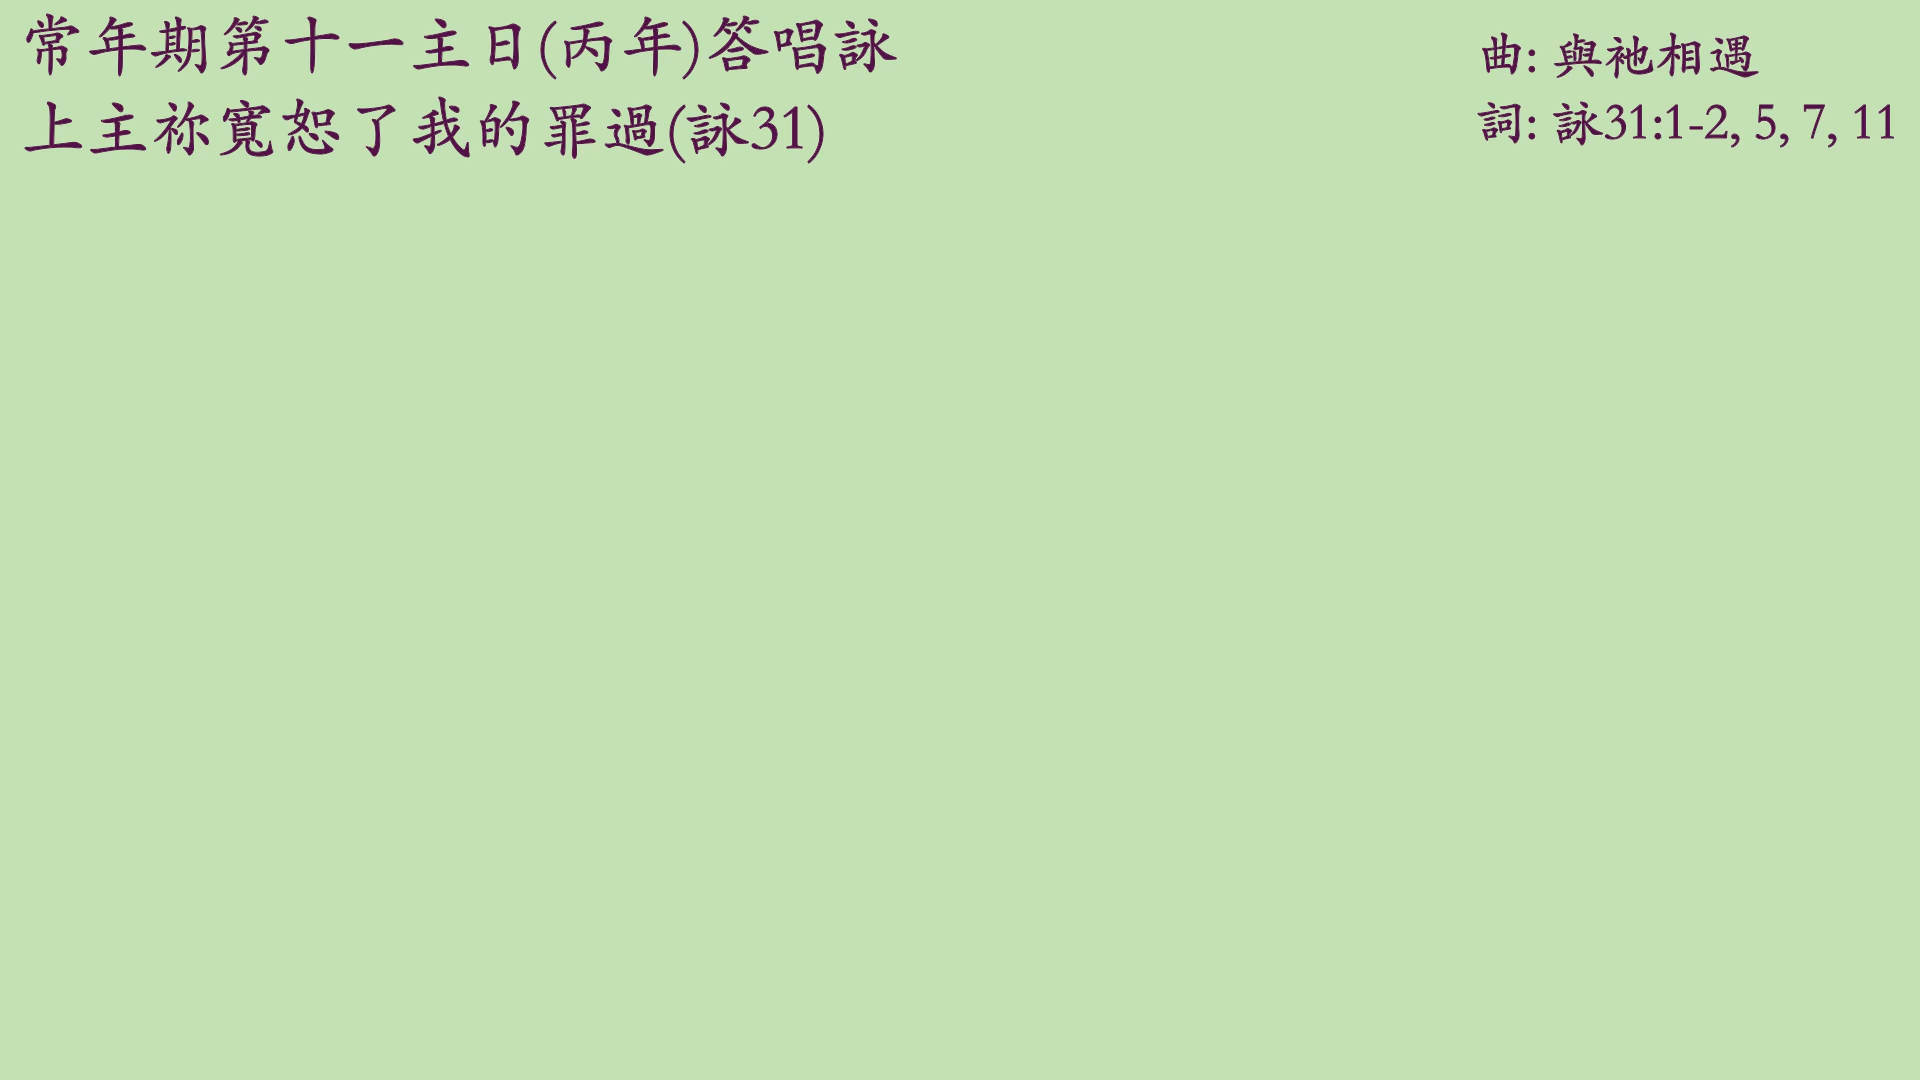 常年期第十一主日(丙年)答唱詠
上主祢寬恕了我的罪過(詠31)
曲: 與祂相遇
詞: 詠31:1-2, 5, 7, 11